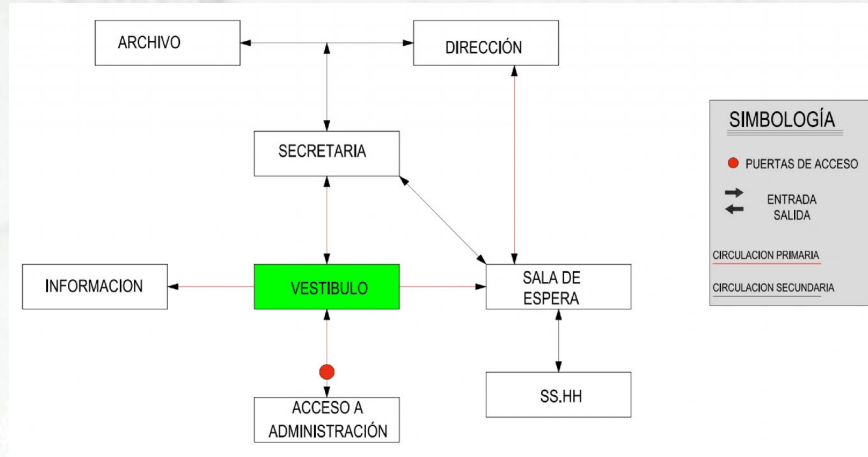 ARCHIVO
DIRECCIÓN
SECRETARIA
INFORMACION
VESTIBULO
SALA DE
ESPERA
ACCESO A
ADMINISTRACIÓN
SS.HH
SIMBOLOGÍA
PUERTAS DE ACCESO
ENTRADA
SALIDA
CIRCULACION PRIMARIA
CIRCULACION SECUNDARIA